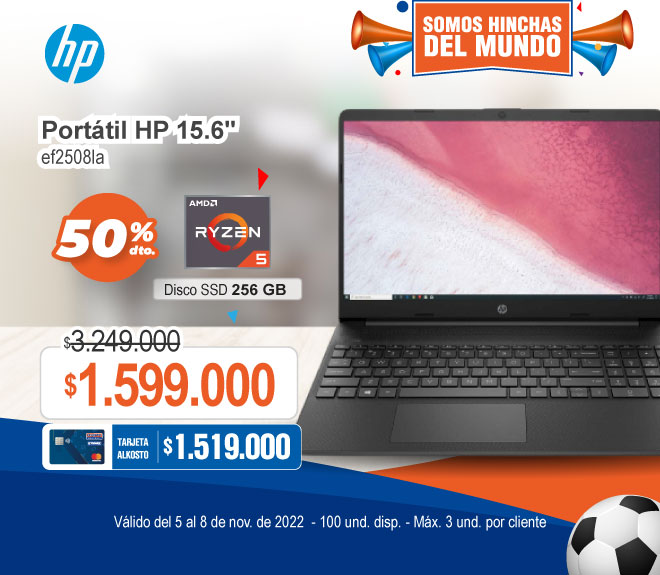 SOMOS HINCHAS
DEL MUNDO
hp
Portátil HP 15.6"
ef2508la
50% dto.
AMD
RYZEN
5
Disco SSD 256 GB
$3.249.000
$1.599.000
TARJETA
ALKOSTO
$1.519.000
hp
Válido del 5 al 8 de nov. de 2022 - 100 und. disp. - Máx. 3 und. por cliente